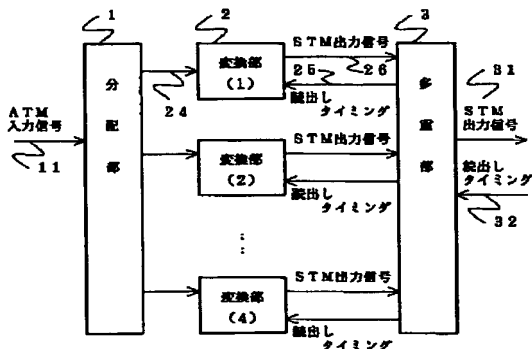 1
2
3
分配部
変換部
(1)
STM出力信号
25
26
読出し
タイミング
24
ATM
入力信号
11
多重部
31
STM
出力信号
読出し
タイミング
32
変換部
(2)
STM出力信号
読出し
タイミング
⋮
変換部
(4)
STM出力信号
読出し
タイミング